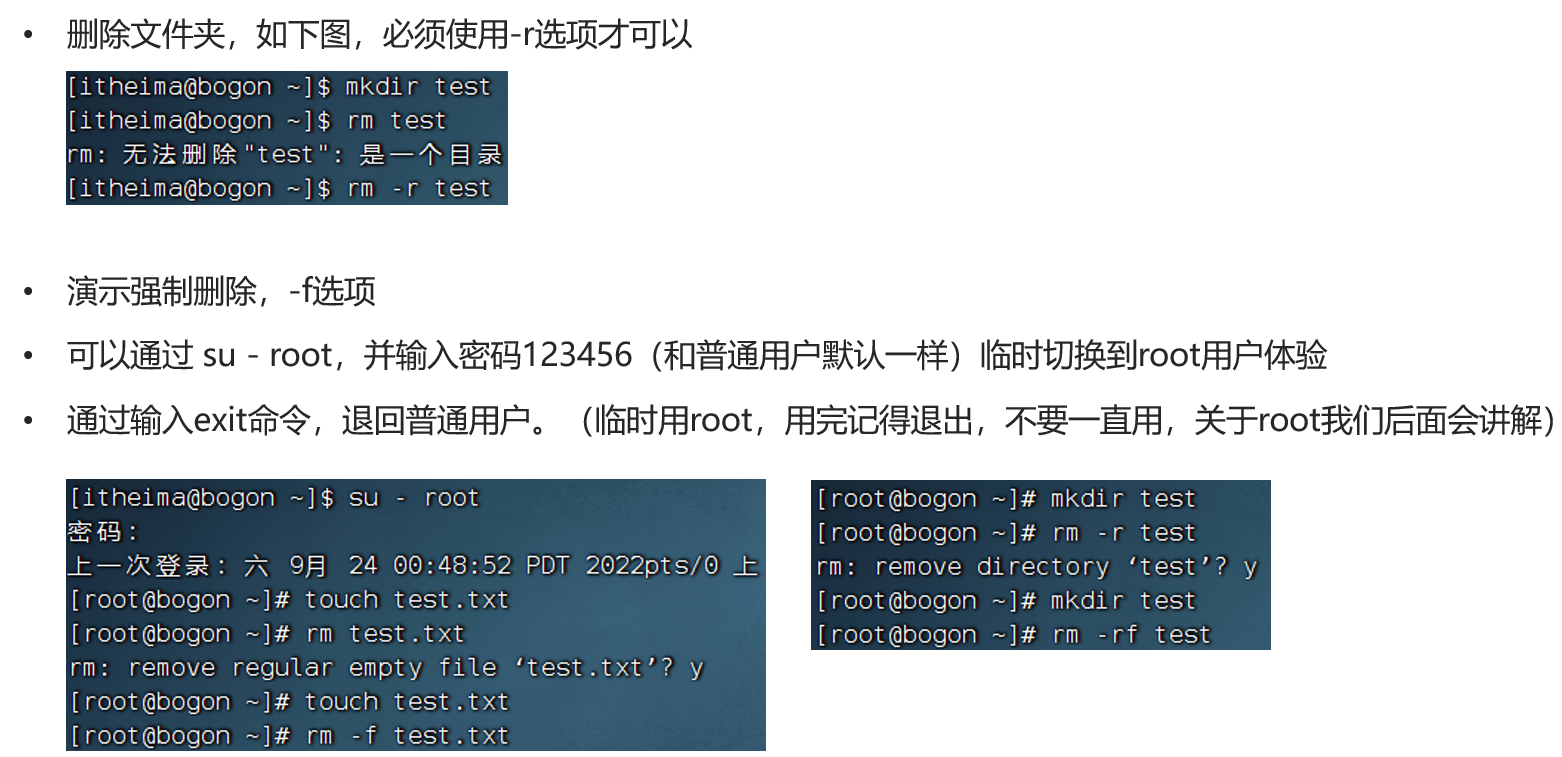 • 删除文件夹，如下图，必须使用-r选项才可以
[itheima@bogon ~]$ mkdir test
[itheima@bogon ~]$ rm test
rm: 无法删除"test": 是一个目录
[itheima@bogon ~]$ rm -r test
• 演示强制删除，-f选项
• 可以通过 su - root，并输入密码123456（和普通用户默认一样）临时切换到root用户体验
• 通过输入exit命令，退回普通用户。（临时用root，用完记得退出，不要一直用，关于root我们后面会讲解）
[itheima@bogon ~]$ su - root
密码:
上一次登录: 六 9月 24 00:48:52 PDT 2022pts/0 上
[root@bogon ~]# touch test.txt
[root@bogon ~]# rm test.txt
rm: remove regular empty file ‘test.txt’? y
[root@bogon ~]# touch test.txt
[root@bogon ~]# rm -f test.txt
[root@bogon ~]# mkdir test
[root@bogon ~]# rm -r test
rm: remove directory ‘test’? y
[root@bogon ~]# mkdir test
[root@bogon ~]# rm -rf test